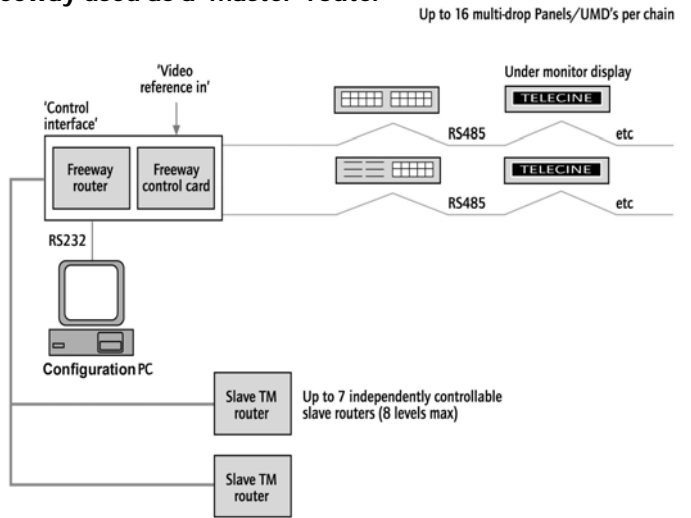 used as a
Up to 16 multi-drop Panels/UMD's per chain
'Video
reference in'
Under monitor display
'Control
interface'
TELECINE
RS485
etc
Freeway
router
Freeway
control card
TELECINE
RS485
etc
RS232
Configuration PC
Slave TM
router
Up to 7 independently controllable
slave routers (8 levels max)
Slave TM
router